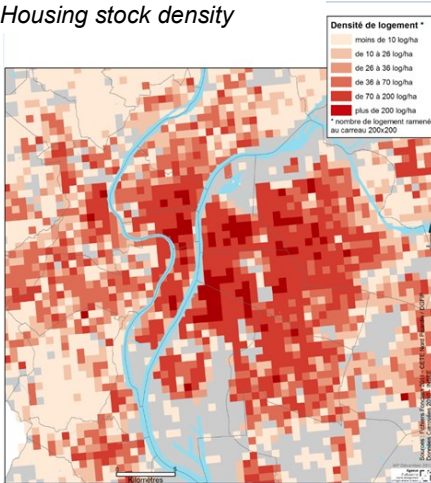 Housing stock density
Densité de logement *
moins de 10 log/ha
de 10 à 26 log/ha
de 26 à 36 log/ha
de 36 à 70 log/ha
de 70 à 200 log/ha
plus de 200 log/ha
* nombre de logement ramené
au carreau 200x200
Kilomètres